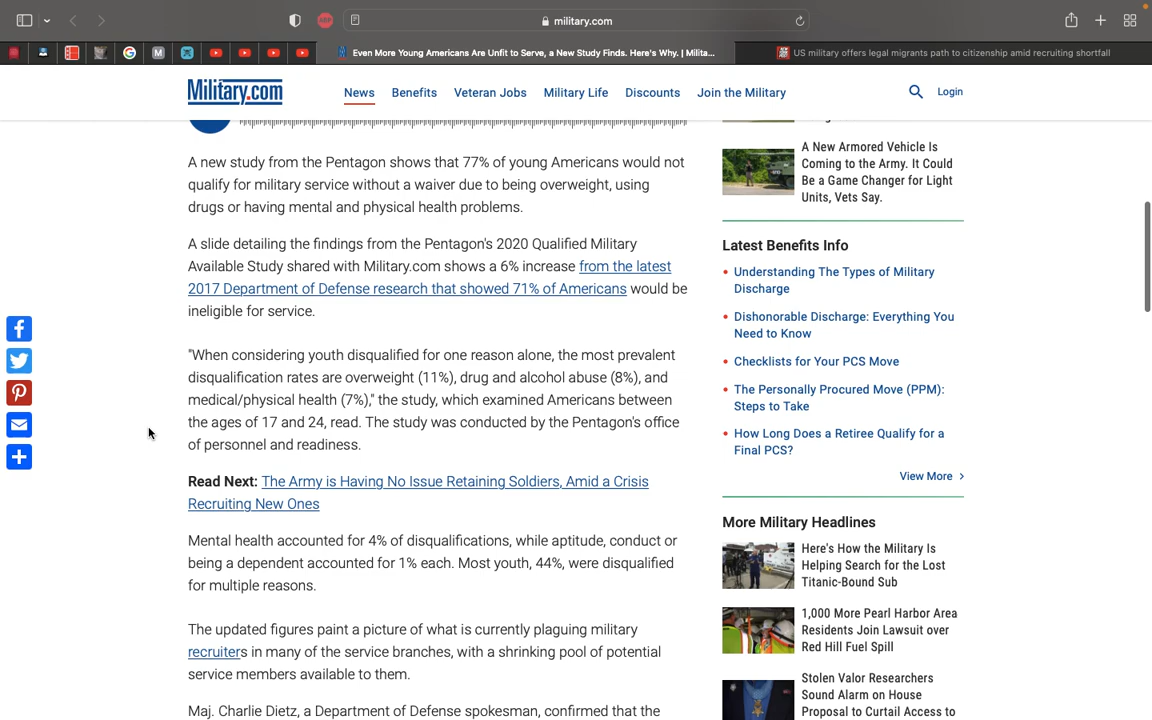 military.com
ABP
M
Even More Young Americans Are Unfit to Serve, a New Study Finds. Here's Why. | Milita...
US military offers legal migrants path to citizenship amid recruiting shortfall
Military.com
News
Benefits
Veteran Jobs
Military Life
Discounts
Join the Military
Login
A new study from the Pentagon shows that 77% of young Americans would not
qualify for military service without a waiver due to being overweight, using
drugs or having mental and physical health problems.
A slide detailing the findings from the Pentagon's 2020 Qualified Military
Available Study shared with Military.com shows a 6% increase from the latest
2017 Department of Defense research that showed 71% of Americans would be
ineligible for service.
"When considering youth disqualified for one reason alone, the most prevalent
disqualification rates are overweight (11%), drug and alcohol abuse (8%), and
medical/physical health (7%)," the study, which examined Americans between
the ages of 17 and 24, read. The study was conducted by the Pentagon's office
of personnel and readiness.
Read Next: The Army is Having No Issue Retaining Soldiers, Amid a Crisis
Recruiting New Ones
Mental health accounted for 4% of disqualifications, while aptitude, conduct or
being a dependent accounted for 1% each. Most youth, 44%, were disqualified
for multiple reasons.
The updated figures paint a picture of what is currently plaguing military
recruiters in many of the service branches, with a shrinking pool of potential
service members available to them.
Maj. Charlie Dietz, a Department of Defense spokesman, confirmed that the
A New Armored Vehicle Is
Coming to the Army. It Could
Be a Game Changer for Light
Units, Vets Say.
Latest Benefits Info
Understanding The Types of Military
Discharge
Dishonorable Discharge: Everything You
Need to Know
Checklists for Your PCS Move
The Personally Procured Move (PPM):
Steps to Take
How Long Does a Retiree Qualify for a
Final PCS?
View More
More Military Headlines
Here's How the Military Is
Helping Search for the Lost
Titanic-Bound Sub
1,000 More Pearl Harbor Area
Residents Join Lawsuit over
Red Hill Fuel Spill
Stolen Valor Researchers
Sound Alarm on House
Proposal to Curtail Access to